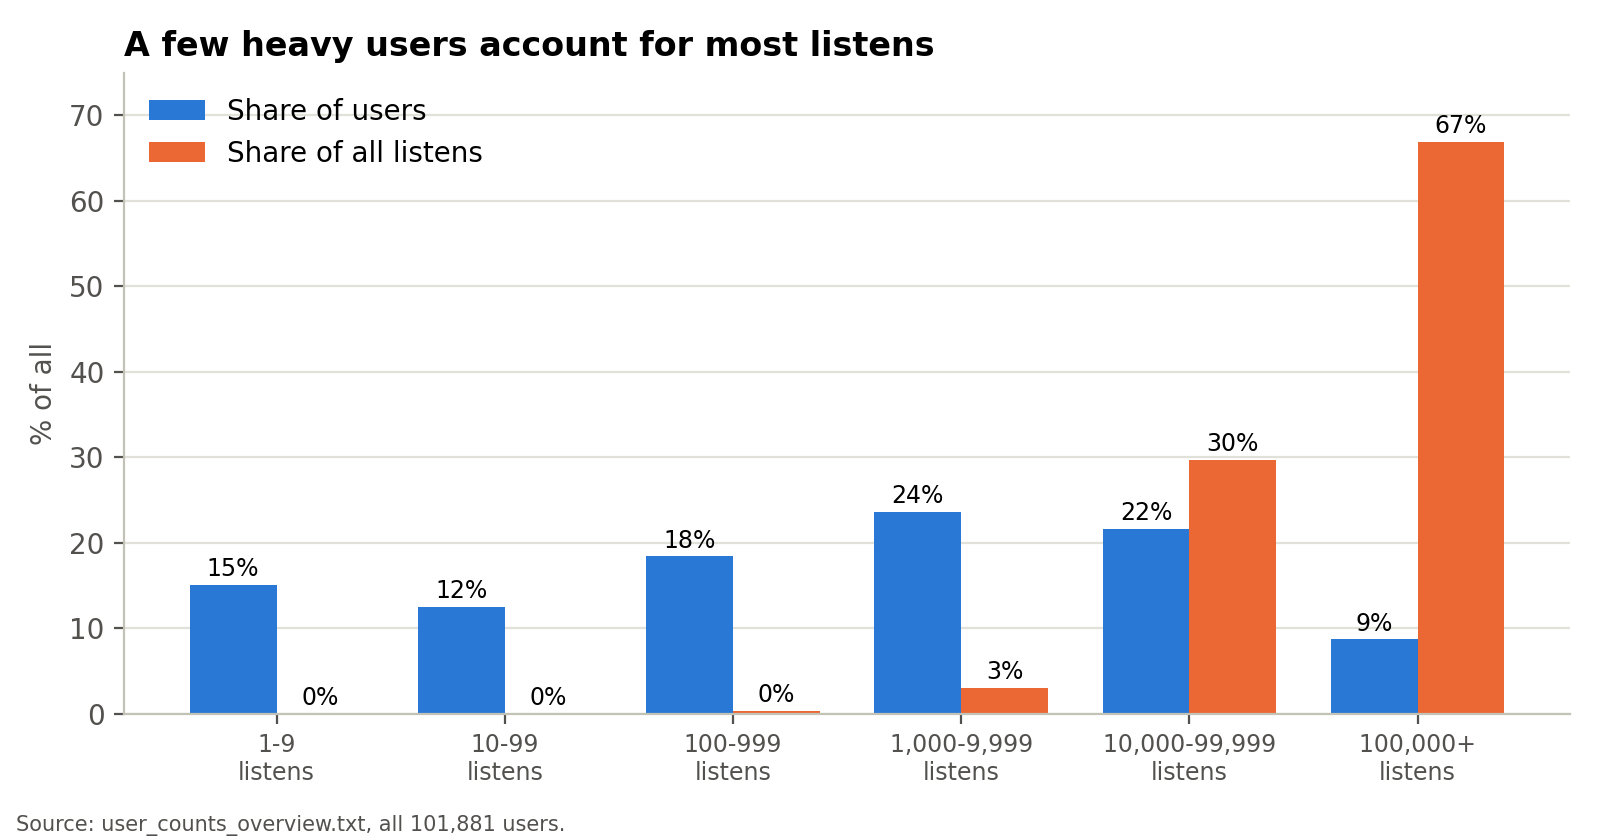 A few heavy users account for most listens
Share of users
Share of all listens
% of all
70
60
50
40
30
20
10
0
15%
0%
12%
0%
18%
0%
24%
3%
22%
30%
9%
67%
1-9
listens
10-99
listens
100-999
listens
1,000-9,999
listens
10,000-99,999
listens
100,000+
listens
Source: user_counts_overview.txt, all 101,881 users.